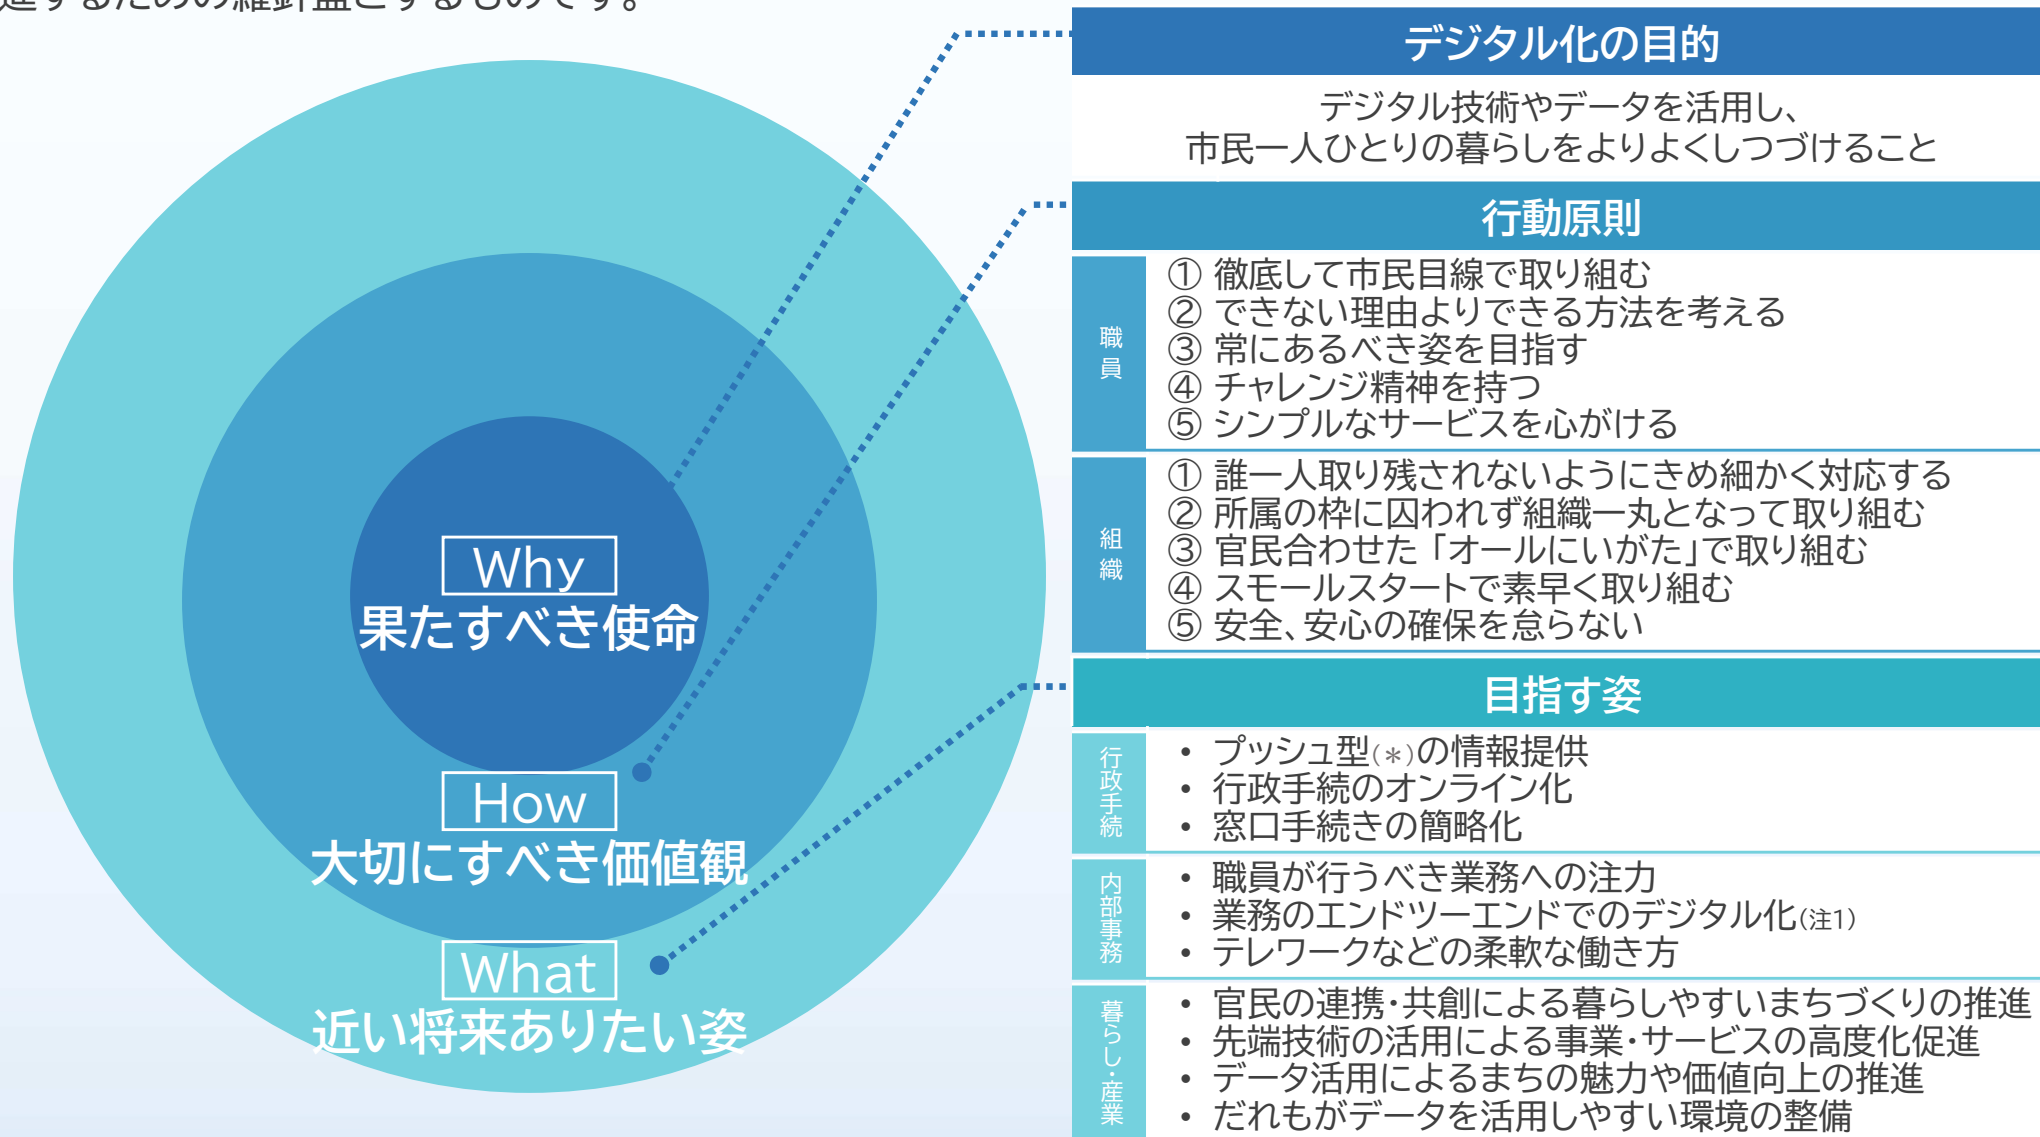 進するための羅針盤とするものです。
Why
果たすべき使命
How
大切にすべき価値観
What
近い将来ありたい姿
デジタル化の目的
デジタル技術やデータを活用し、
市民一人ひとりの暮らしをよりよくしつづけること
行動原則
職員
① 徹底して市民目線で取り組む
② できない理由よりできる方法を考える
③ 常にあるべき姿を目指す
④ チャレンジ精神を持つ
⑤ シンプルなサービスを心がける
組織
① 誰一人取り残されないようにきめ細かく対応する
② 所属の枠に囚われず組織一丸となって取り組む
③ 官民合わせた「オールにいがた」で取り組む
④ スモールスタートで素早く取り組む
⑤ 安全、安心の確保を怠らない
目指す姿
行政手続
• プッシュ型(＊)の情報提供
• 行政手続のオンライン化
• 窓口手続きの簡略化
内部事務
• 職員が行うべき業務への注力
• 業務のエンドツーエンドでのデジタル化(注1)
• テレワークなどの柔軟な働き方
暮らし・産業
• 官民の連携・共創による暮らしやすいまちづくりの推進
• 先端技術の活用による事業・サービスの高度化促進
• データ活用によるまちの魅力や価値向上の推進
• だれもがデータを活用しやすい環境の整備